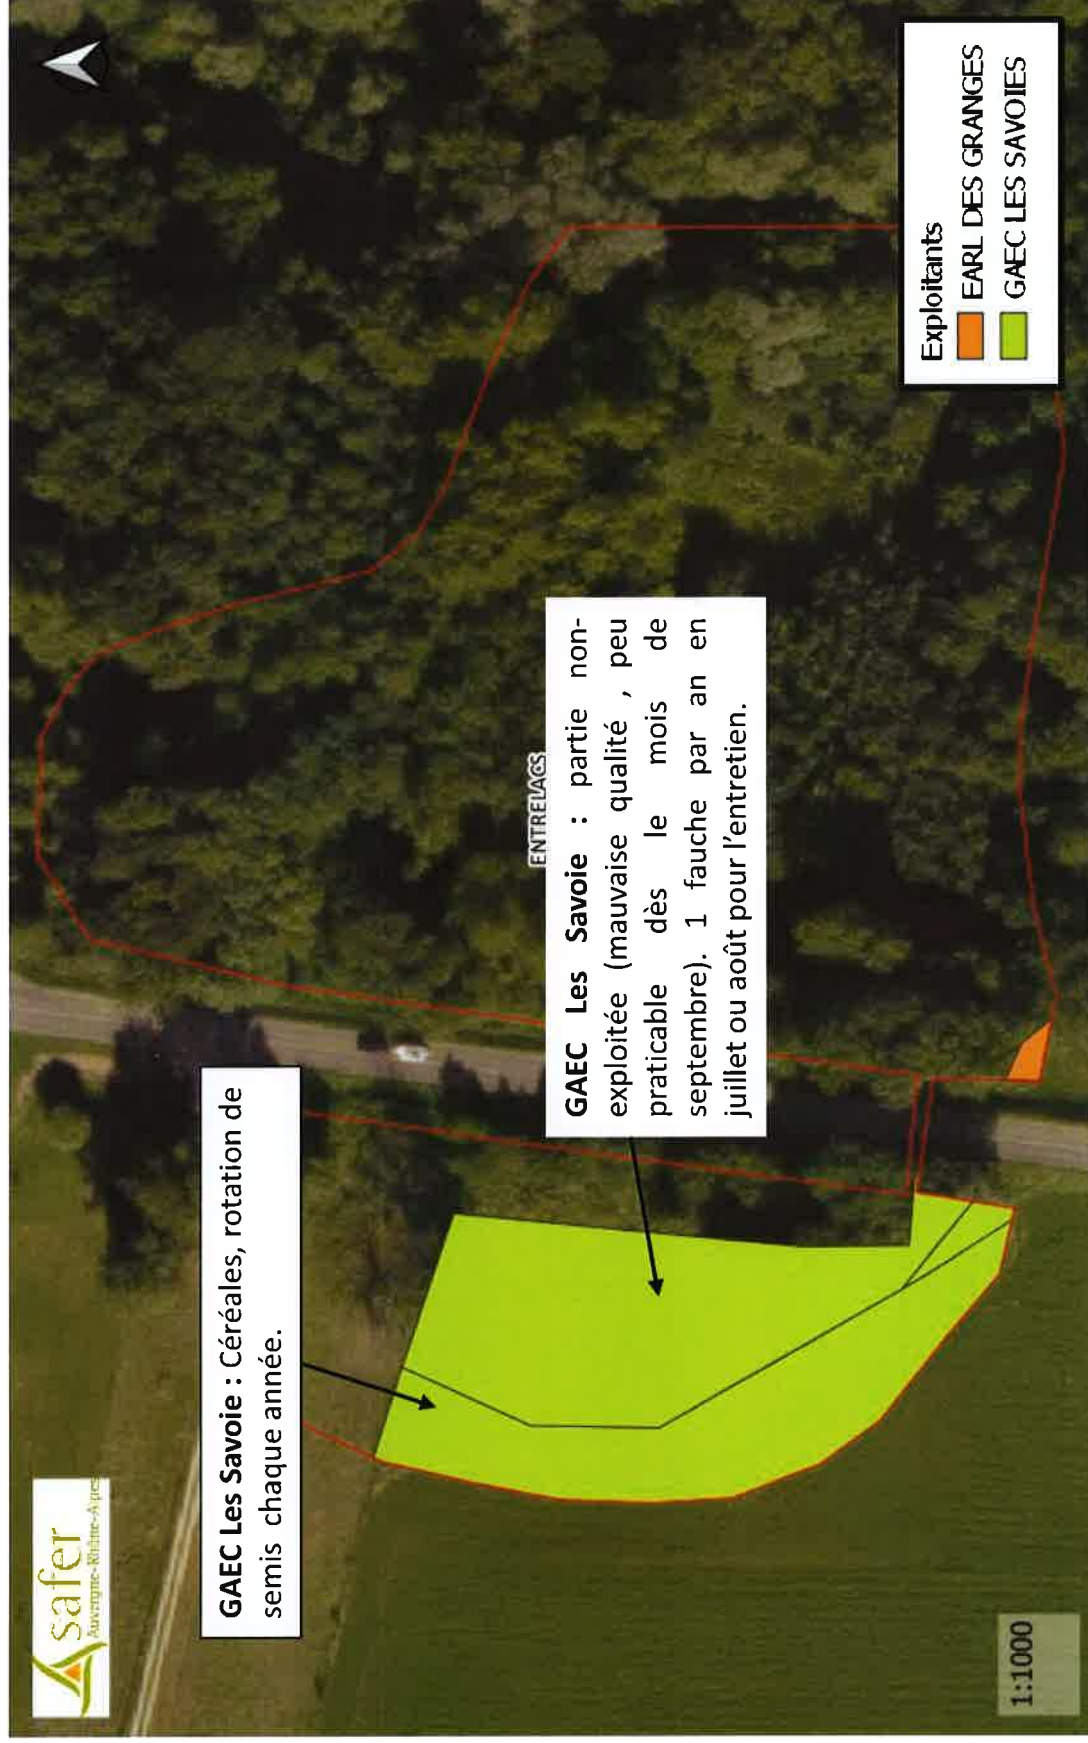 safer
Auvergne-Rhône-Alpes
GAEC Les Savoie : Céréales, rotation de
semis chaque année.
ENTRELACS
GAEC Les Savoie : partie non-
exploitée (mauvaise qualité , peu
praticable dès le mois de
septembre). 1 fauche par an en
juillet ou août pour l'entretien.
Exploitants
EARL DES GRANGES
GAEC LES SAVOIES
1:1000